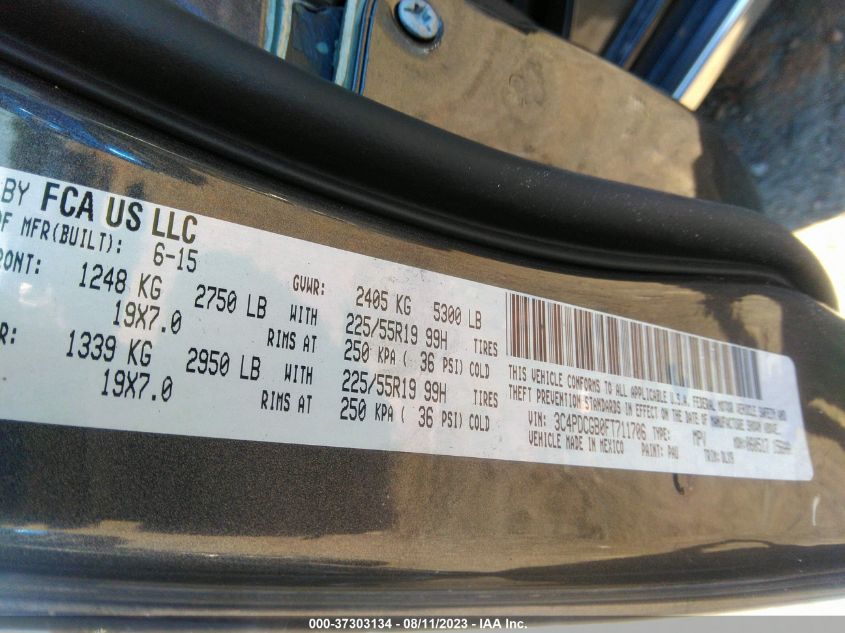 BY FCA US LLC
OF MFR(BUILT): 6-15
GVWR: 2405 KG 5300 LB
RONT: 1248 KG 2750 LB WITH 225/55R19 99H TIRES
19X7.0 RIMS AT 250 KPA ( 36 PSI) COLD
R: 1339 KG 2950 LB WITH 225/55R19 99H TIRES
19X7.0 RIMS AT 250 KPA ( 36 PSI) COLD
THIS VEHICLE CONFORMS TO ALL APPLICABLE U.S.A. FEDERAL MOTOR VEHICLE SAFETY AND
THEFT PREVENTION STANDARDS IN EFFECT ON THE DATE OF MANUFACTURE SHOWN ABOVE.
VIN: 3C4PDCGB0FT711706 TYPE: MPV
VEHICLE MADE IN MEXICO PAINT: PAU
000-37303134 - 08/11/2023 - IAA Inc.